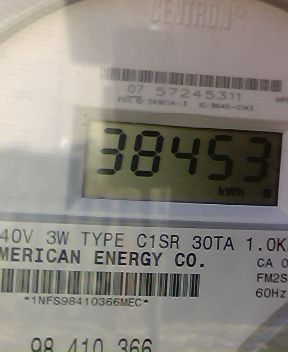 CENTRON®
07 57245311
38453
kWh
40V 3W TYPE C1SR 30TA 1.0K
MERICAN ENERGY CO.
CA 0
FM2S
60Hz
*1NFS98410366MEC*
98 410 366